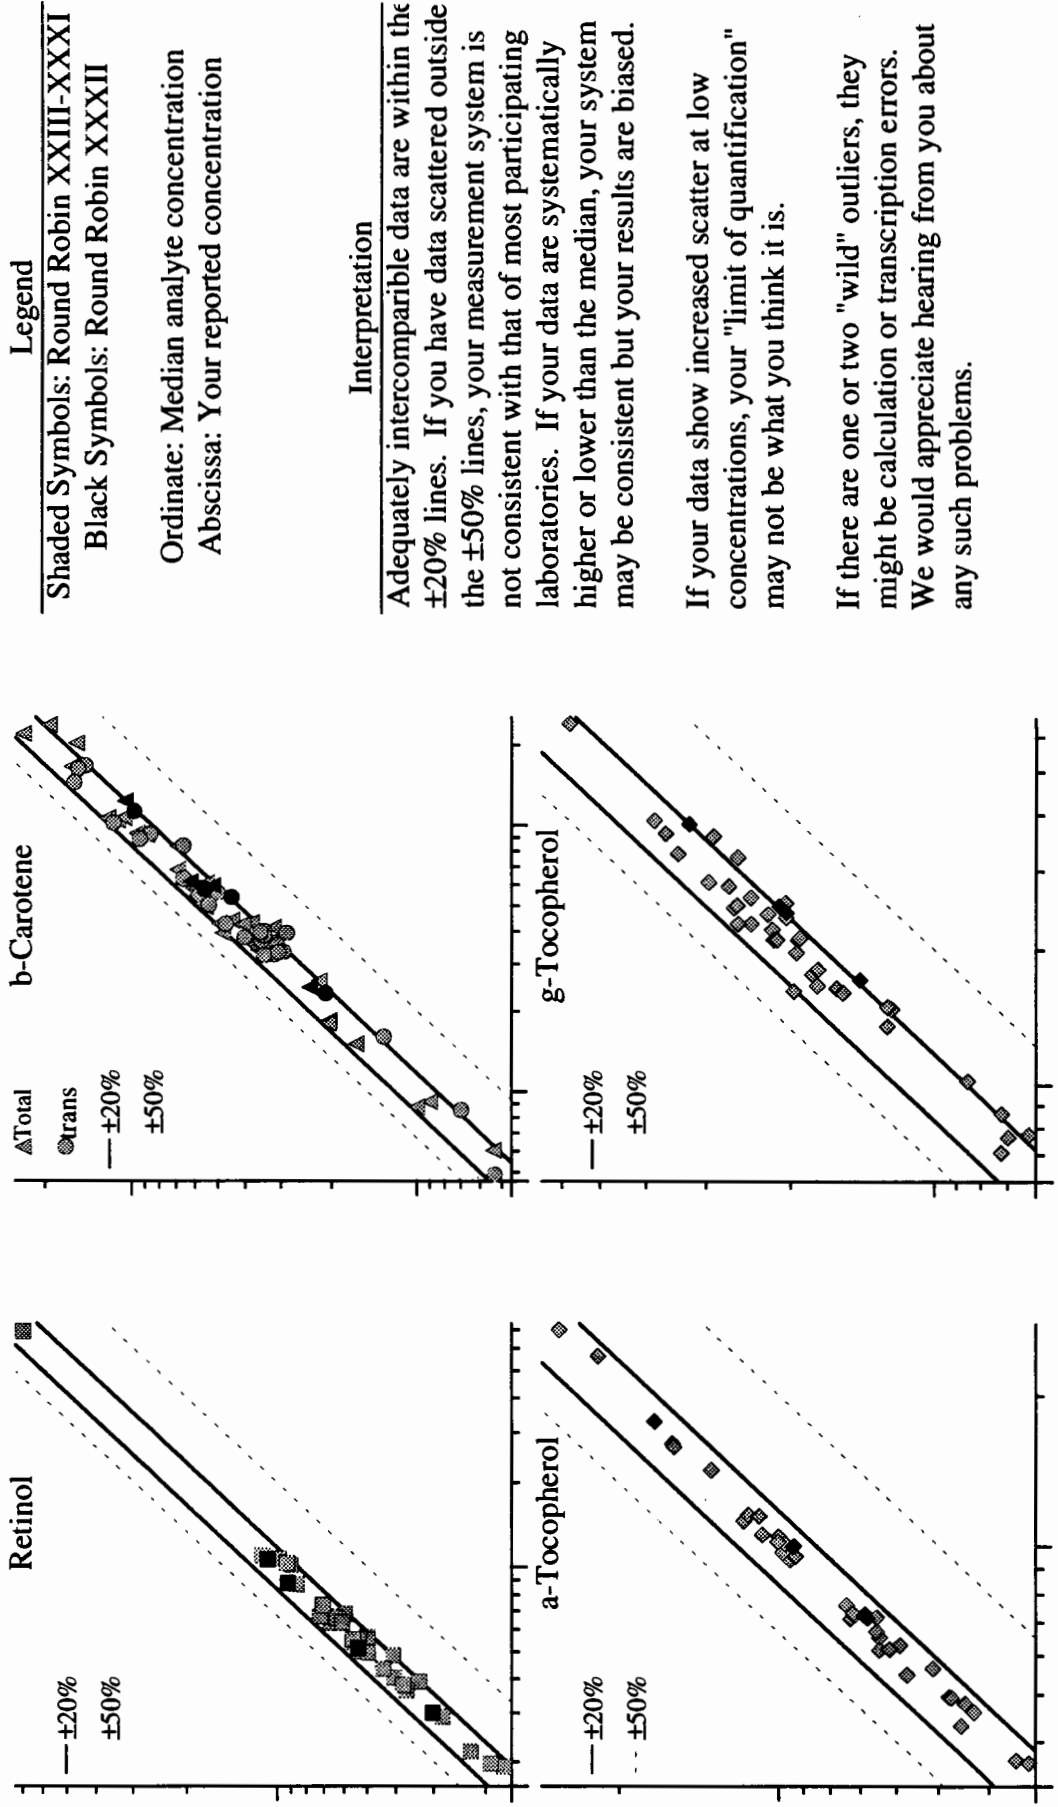 Retinol
—±20%
±50%
b-Carotene
Total
trans
—±20%
±50%
Legend
Shaded Symbols: Round Robin XXIII-XXXI
Black Symbols: Round Robin XXXII
Ordinate: Median analyte concentration
Abscissa: Your reported concentration
a-Tocopherol
—±20%
±50%
g-Tocopherol
—±20%
±50%
Interpretation
Adequately intercomparible data are within the
±20% lines. If you have data scattered outside
the ±50% lines, your measurement system is
not consistent with that of most participating
laboratories. If your data are systematically
higher or lower than the median, your system
may be consistent but your results are biased.
If your data show increased scatter at low
concentrations, your "limit of quantification"
may not be what you think it is.
If there are one or two "wild" outliers, they
might be calculation or transcription errors.
We would appreciate hearing from you about
any such problems.